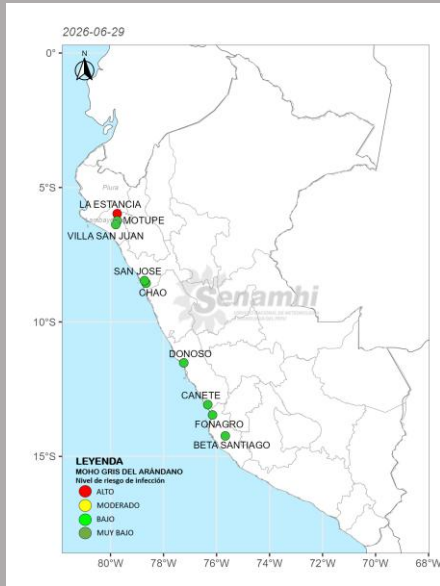 2026-06-29
N
0°
5°S
10°S
15°S
Piura
LA ESTANCIA
MOTUPE
VILLA SAN JUAN
SAN JOSE
CHAO
Senamhi
DONOSO
CAÑETE
FONAGRO
BETA SANTIAGO
LEYENDA
MOHO GRIS DEL ARÁNDANO
Nivel de riesgo de infección
ALTO
MODERADO
BAJO
MUY BAJO
80°W 78°W 76°W 74°W 72°W 70°W 68°W